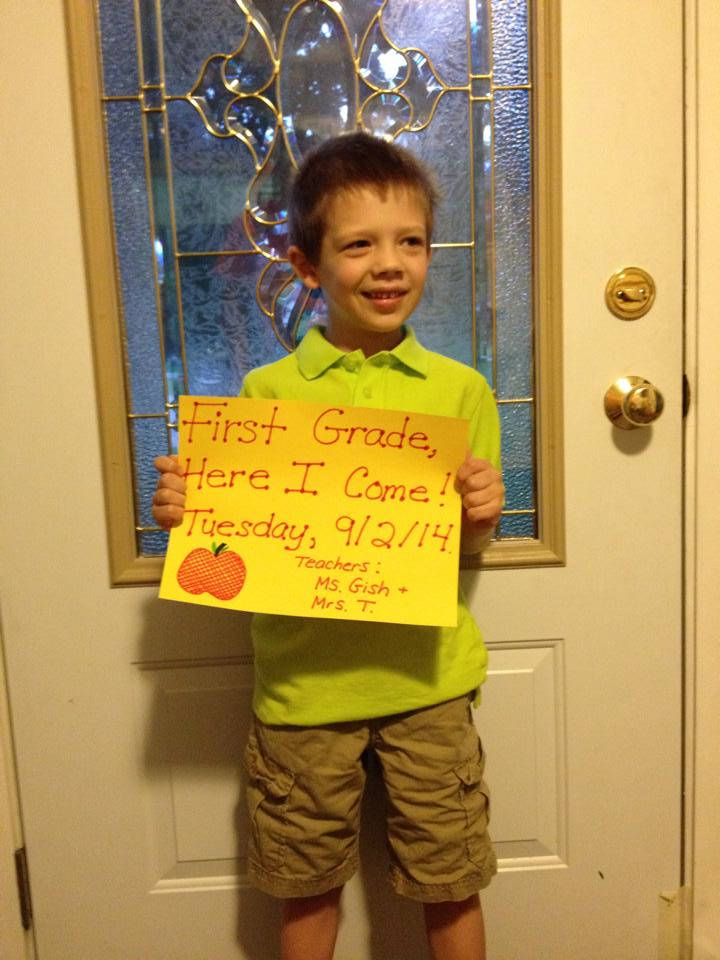 First Grade,
Here I Come!
Tuesday, 9/2/14.
Teachers:
Ms. Gish +
Mrs. T.